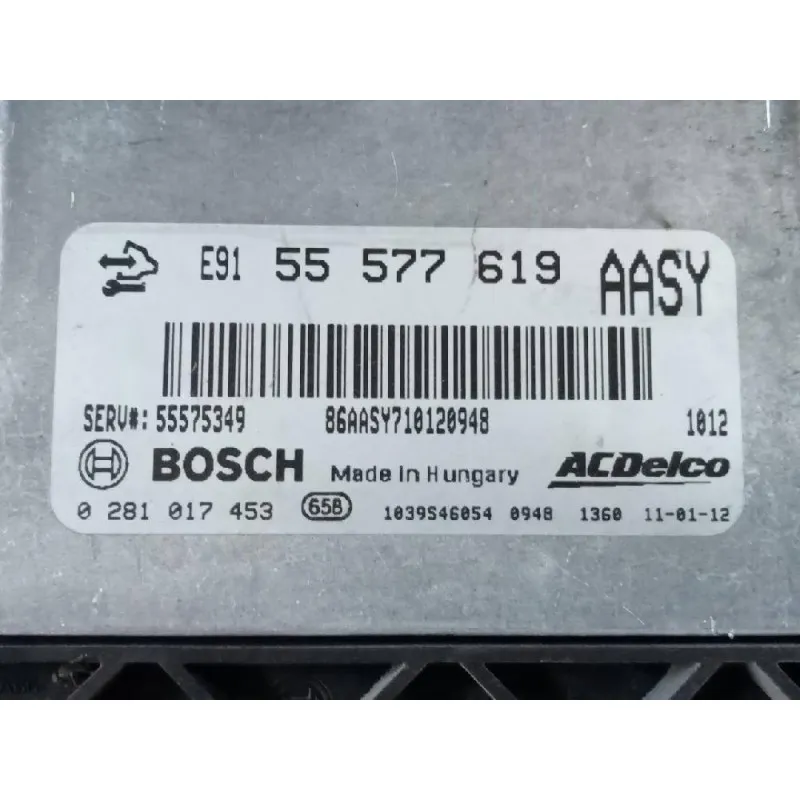 E91 55 577 619 AASY
SERV#: 55575349 86AASY710120948 1012
BOSCH Made in Hungary ACDelco
0 281 017 453 65B 1039S46054 0948 1360 11-01-12